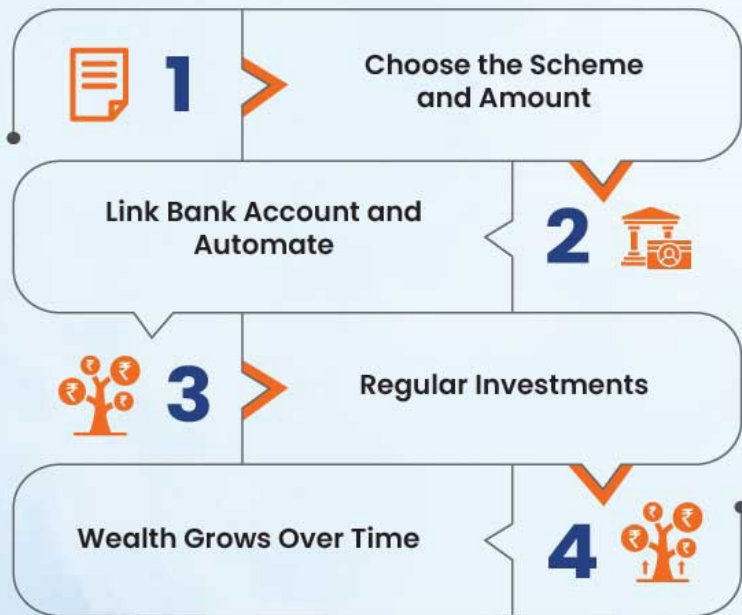 1
Choose the Scheme
and Amount
Link Bank Account and
Automate
2
3
Regular Investments
Wealth Grows Over Time
4